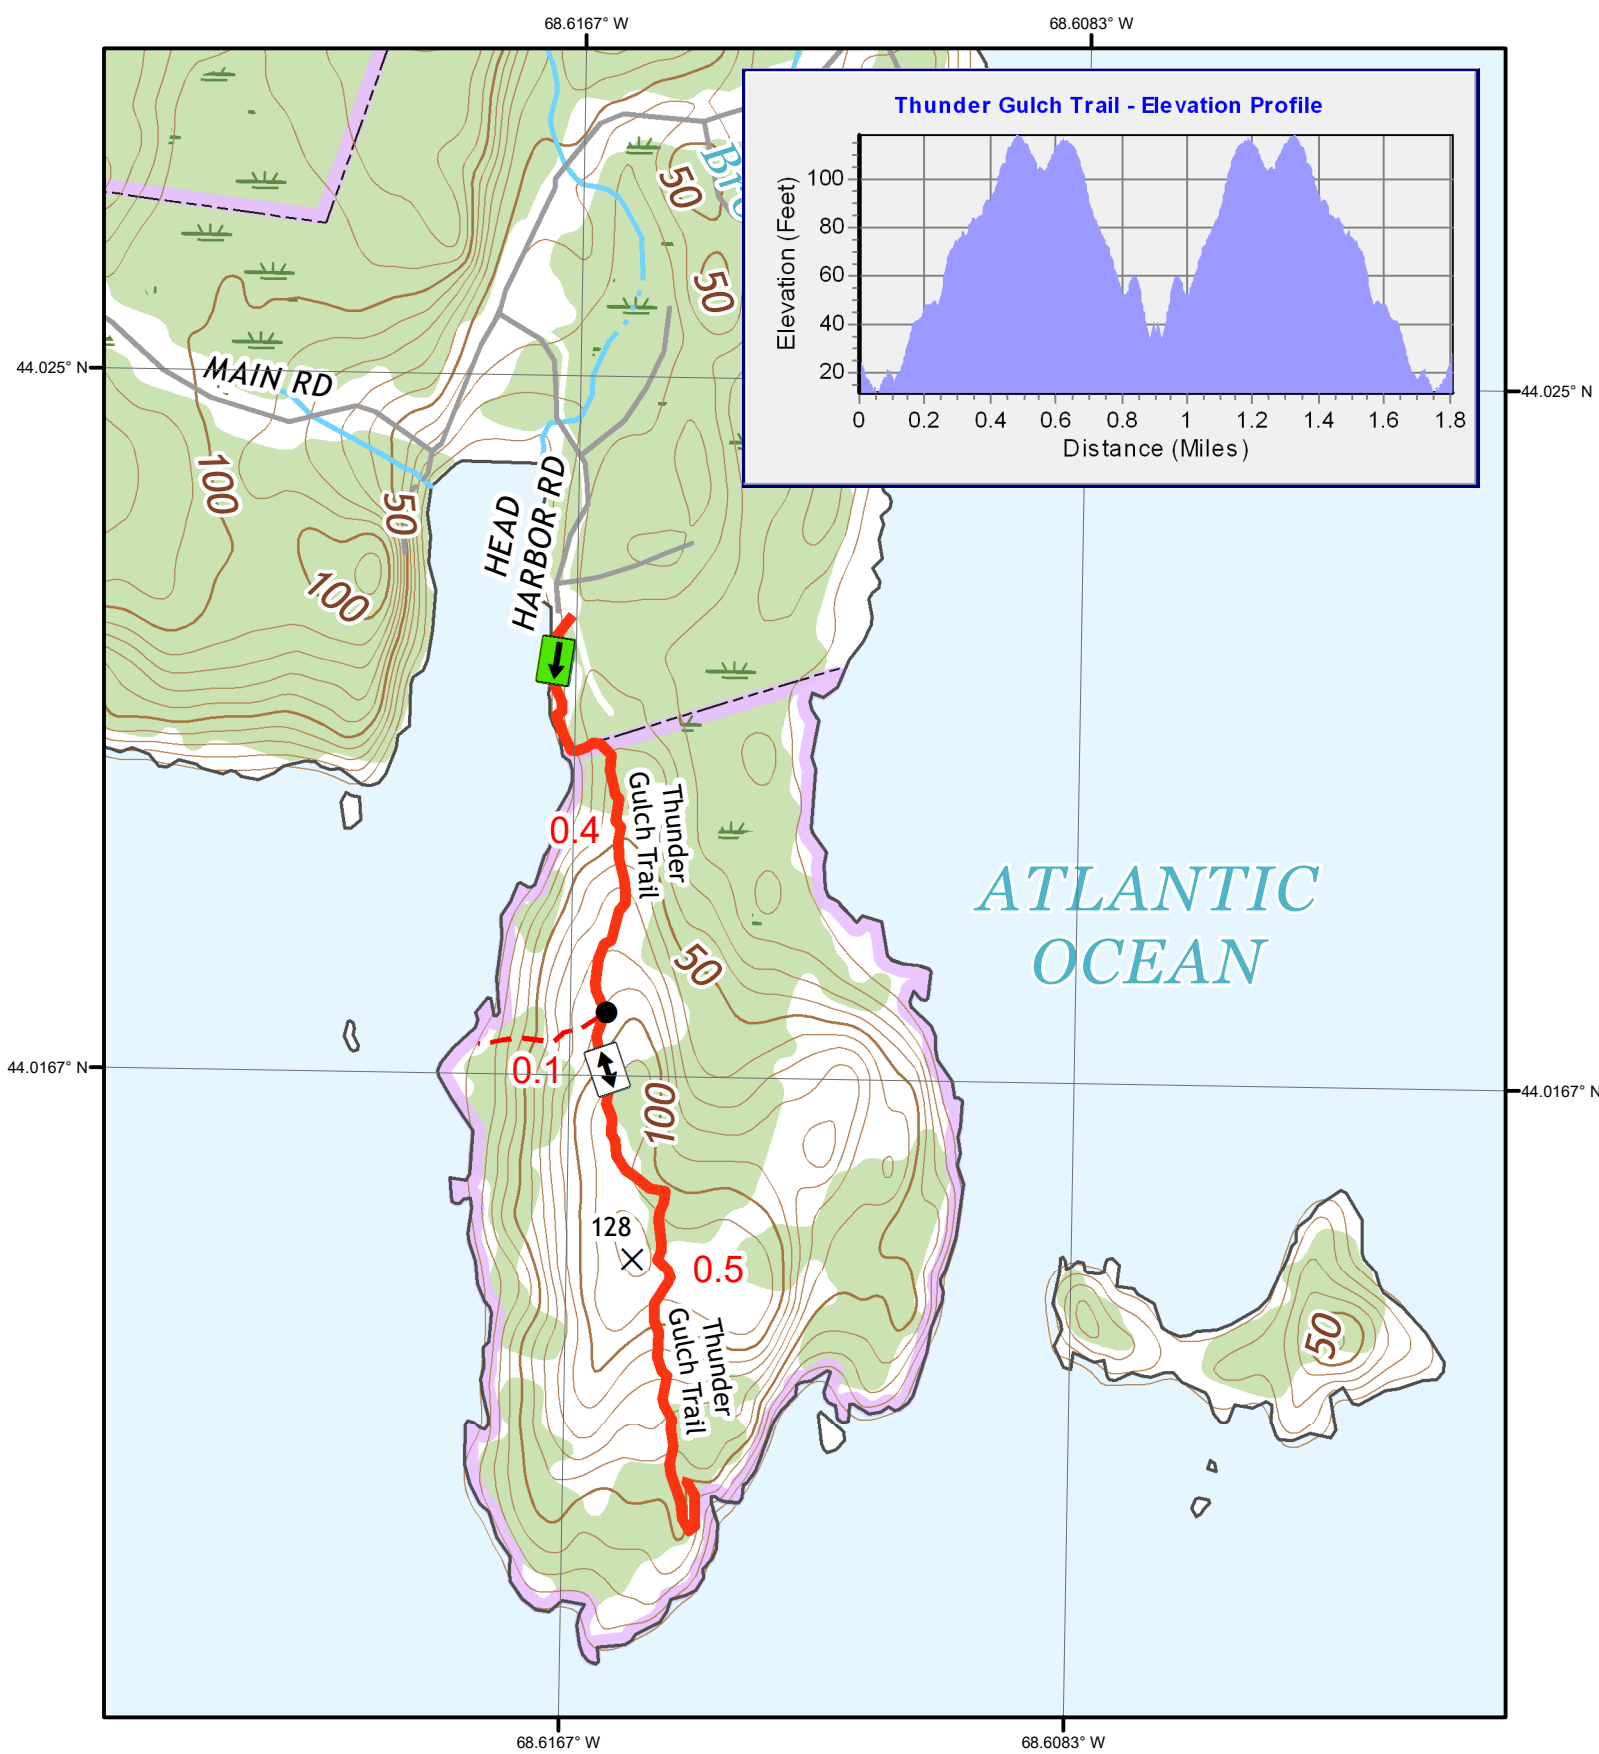 68.6167° W
68.6083° W
Thunder Gulch Trail - Elevation Profile
Elevation (Feet)
100
80
60
40
20
0
0.2
0.4
0.6
0.8
1
1.2
1.4
1.6
1.8
Distance (Miles)
50
50
44.025° N
44.025° N
MAIN RD
100
50
100
HEAD
HARBOR RD
Thunder
Gulch Trail
0.4
ATLANTIC
OCEAN
50
44.0167° N
44.0167° N
0.1
100
128
0.5
Thunder
Gulch Trail
50
68.6167° W
68.6083° W